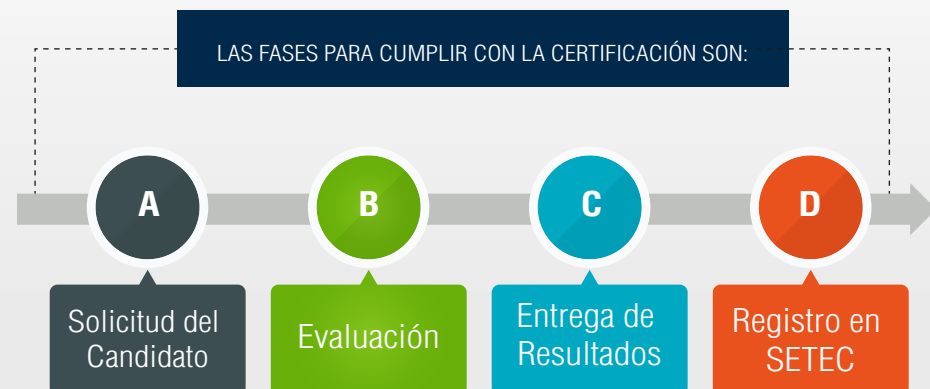 LAS FASES PARA CUMPLIR CON LA CERTIFICACIÓN SON:
A
B
C
D
Solicitud del
Candidato
Evaluación
Entrega de
Resultados
Registro en
SETEC